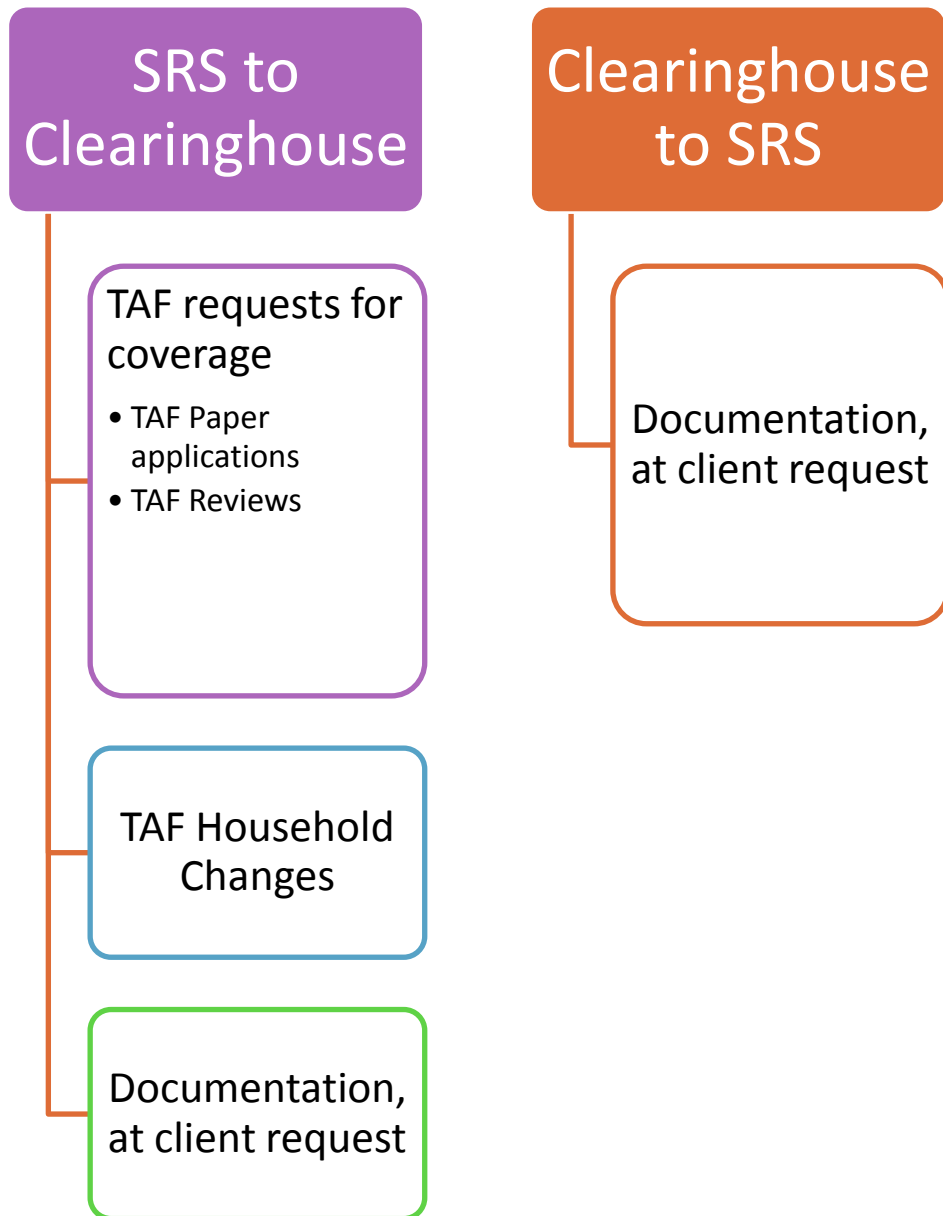 SRS to
Clearinghouse
TAF requests for
coverage
• TAF Paper
applications
• TAF Reviews
TAF Household
Changes
Documentation,
at client request
Clearinghouse
to SRS
Documentation,
at client request